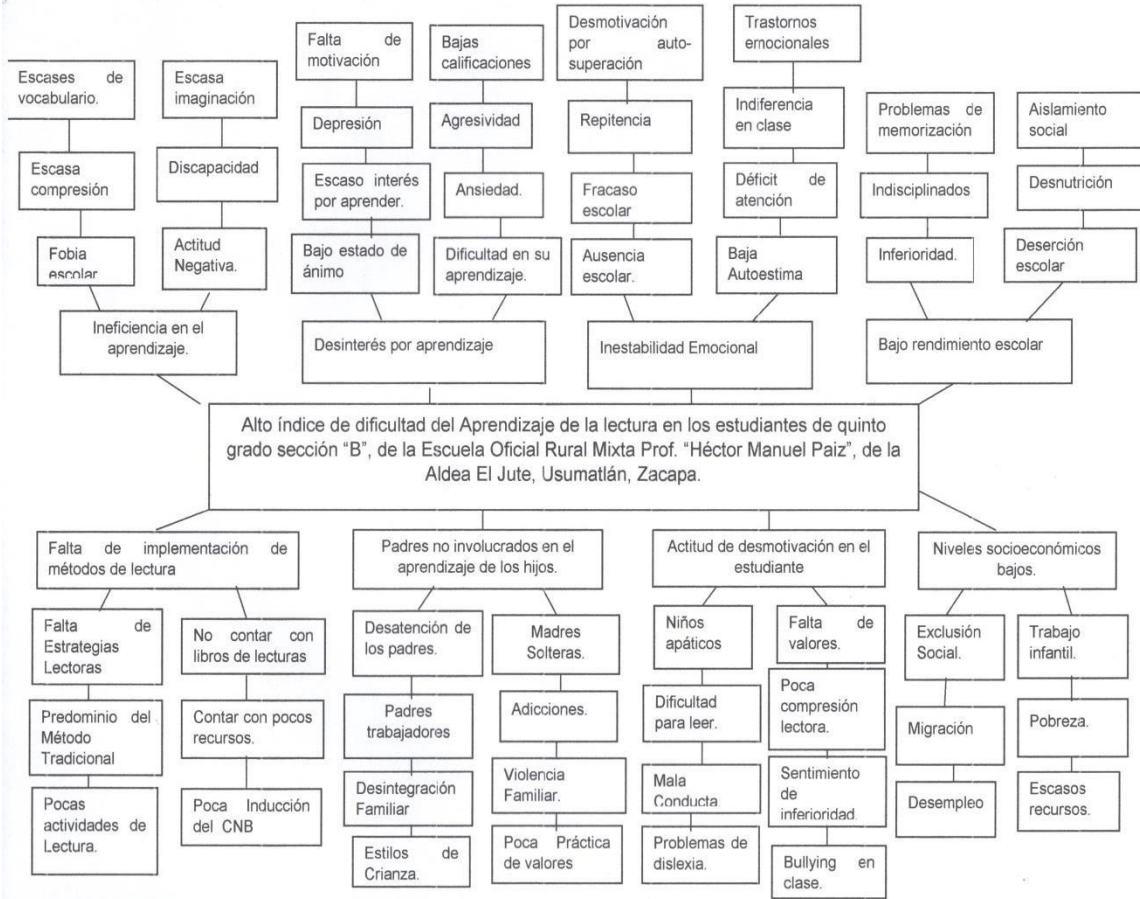 Escases de
vocabulario.
Escasa
compresión
Fobia
escolar
Escasa
imaginación
Discapacidad
Actitud
Negativa.
Ineficiencia en el
aprendizaje.
Falta de
motivación
Depresión
Escaso interés
por aprender.
Bajo estado de
ánimo
Bajas
calificaciones
Agresividad
Ansiedad.
Dificultad en su
aprendizaje.
Desinterés por aprendizaje
Desmotivación
por auto-
superación
Repitencia
Fracaso
escolar
Ausencia
escolar.
Trastornos
emocionales
Indiferencia
en clase
Déficit de
atención
Baja
Autoestima
Inestabilidad Emocional
Problemas de
memorización
Indisciplinados
Inferioridad.
Aislamiento
social
Desnutrición
Deserción
escolar
Bajo rendimiento escolar
Alto índice de dificultad del Aprendizaje de la lectura en los estudiantes de quinto
grado sección “B”, de la Escuela Oficial Rural Mixta Prof. “Héctor Manuel Paiz”, de la
Aldea El Jute, Usumatlán, Zacapa.
Falta de implementación de
métodos de lectura
Falta de
Estrategias
Lectoras
Predominio del
Método
Tradicional
Pocas
actividades de
Lectura.
No contar con
libros de lecturas
Contar con pocos
recursos.
Poca Inducción
del CNB
Padres no involucrados en el
aprendizaje de los hijos.
Desatención de
los padres.
Padres
trabajadores
Desintegración
Familiar
Estilos de
Crianza.
Madres
Solteras.
Adicciones.
Violencia
Familiar.
Poca Práctica
de valores
Actitud de desmotivación en el
estudiante
Niños
apáticos
Dificultad
para leer.
Mala
Conducta.
Problemas de
dislexia.
Falta de
valores.
Poca
compresión
lectora.
Sentimiento
de
inferioridad.
Bullying en
clase.
Niveles socioeconómicos
bajos.
Exclusión
Social.
Migración
Desempleo
Trabajo
infantil.
Pobreza.
Escasos
recursos.